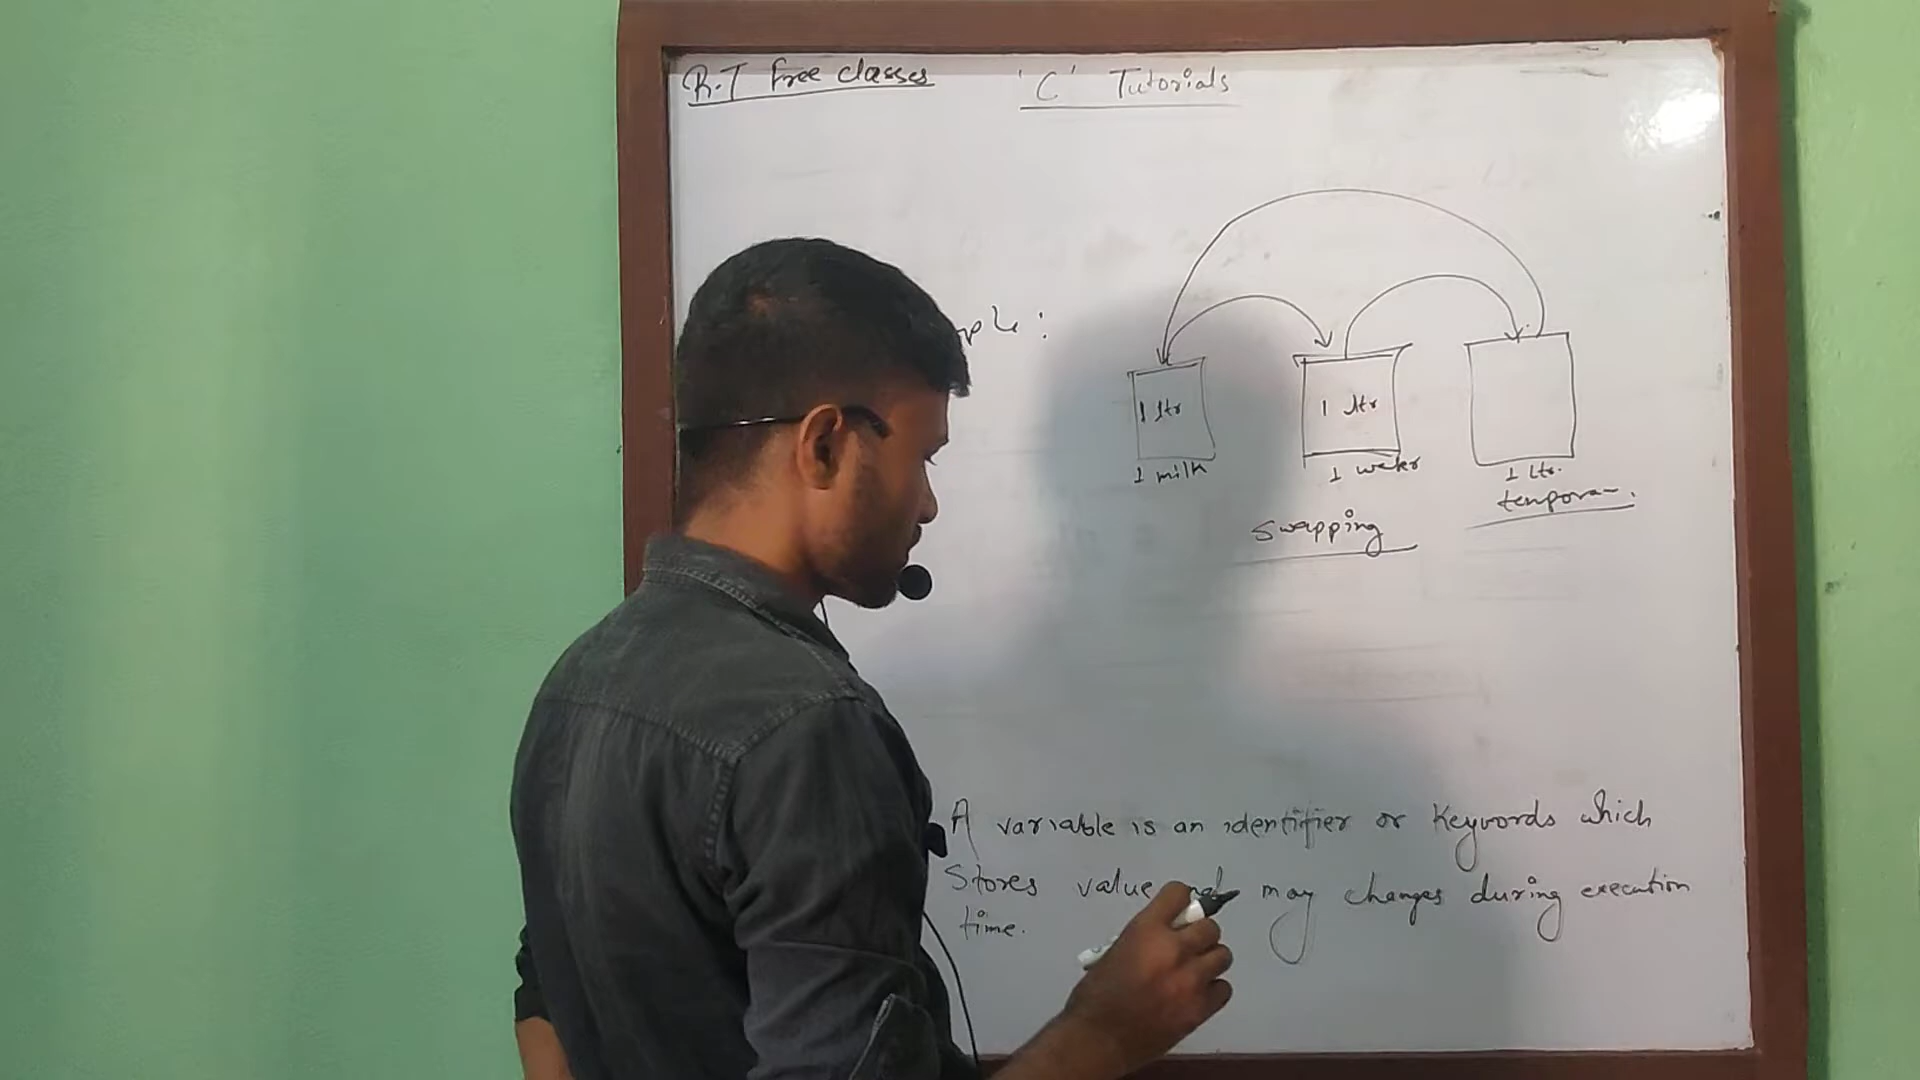 R.T Free classes
'C' Tutorials
1 ltr
1 ltr
1 milk
1 water
1 Ltr.
Swapping
A variable is an identifier or Keywords which
Stores value may changes during execution
time.